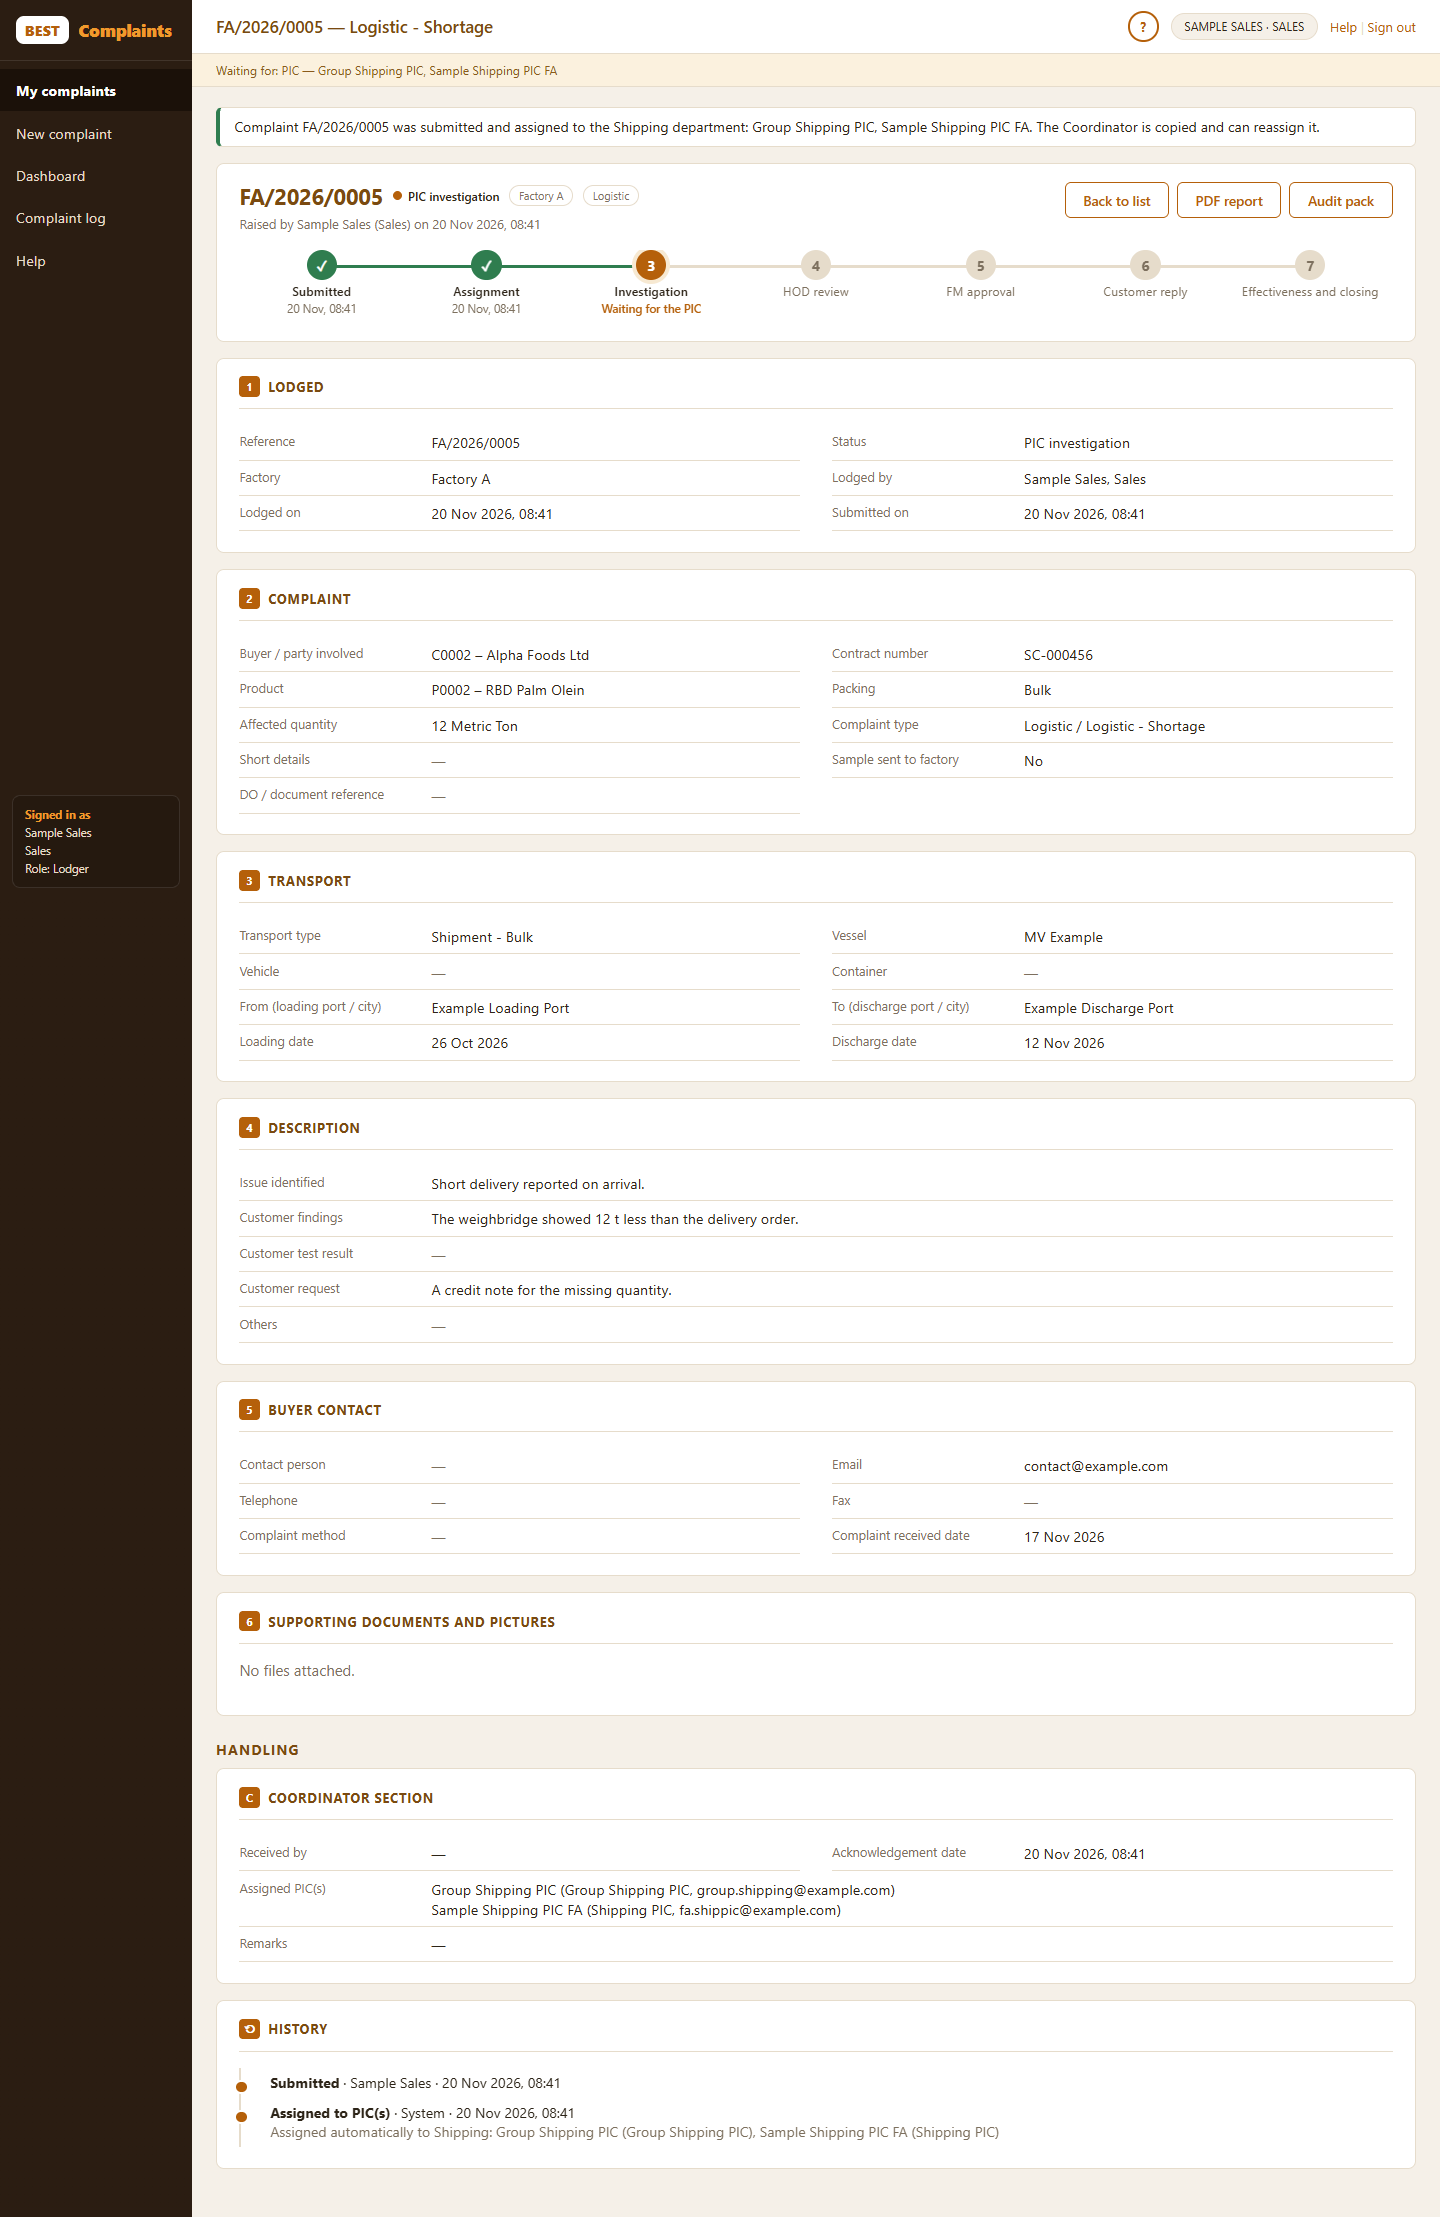 BEST Complaints
My complaints
New complaint
Dashboard
Complaint log
Help
Signed in as
Sample Sales
Sales
Role: Lodger
FA/2026/0005 — Logistic - Shortage
? SAMPLE SALES · SALES Help | Sign out
Waiting for: PIC — Group Shipping PIC, Sample Shipping PIC FA
Complaint FA/2026/0005 was submitted and assigned to the Shipping department: Group Shipping PIC, Sample Shipping PIC FA. The Coordinator is copied and can reassign it.
FA/2026/0005 PIC investigation Factory A Logistic
Back to list PDF report Audit pack
Raised by Sample Sales (Sales) on 20 Nov 2026, 08:41
✓ ✓ 3 4 5 6 7
Submitted Assignment Investigation HOD review FM approval Customer reply Effectiveness and closing
20 Nov, 08:41 20 Nov, 08:41 Waiting for the PIC
1 LODGED
Reference FA/2026/0005 Status PIC investigation
Factory Factory A Lodged by Sample Sales, Sales
Lodged on 20 Nov 2026, 08:41 Submitted on 20 Nov 2026, 08:41
2 COMPLAINT
Buyer / party involved C0002 – Alpha Foods Ltd Contract number SC-000456
Product P0002 – RBD Palm Olein Packing Bulk
Affected quantity 12 Metric Ton Complaint type Logistic / Logistic - Shortage
Short details — Sample sent to factory No
DO / document reference —
3 TRANSPORT
Transport type Shipment - Bulk Vessel MV Example
Vehicle — Container —
From (loading port / city) Example Loading Port To (discharge port / city) Example Discharge Port
Loading date 26 Oct 2026 Discharge date 12 Nov 2026
4 DESCRIPTION
Issue identified Short delivery reported on arrival.
Customer findings The weighbridge showed 12 t less than the delivery order.
Customer test result —
Customer request A credit note for the missing quantity.
Others —
5 BUYER CONTACT
Contact person — Email contact@example.com
Telephone — Fax —
Complaint method — Complaint received date 17 Nov 2026
6 SUPPORTING DOCUMENTS AND PICTURES
No files attached.
HANDLING
C COORDINATOR SECTION
Received by — Acknowledgement date 20 Nov 2026, 08:41
Assigned PIC(s) Group Shipping PIC (Group Shipping PIC, group.shipping@example.com)
Sample Shipping PIC FA (Shipping PIC, fa.shippic@example.com)
Remarks —
HISTORY
Submitted · Sample Sales · 20 Nov 2026, 08:41
Assigned to PIC(s) · System · 20 Nov 2026, 08:41
Assigned automatically to Shipping: Group Shipping PIC (Group Shipping PIC), Sample Shipping PIC FA (Shipping PIC)